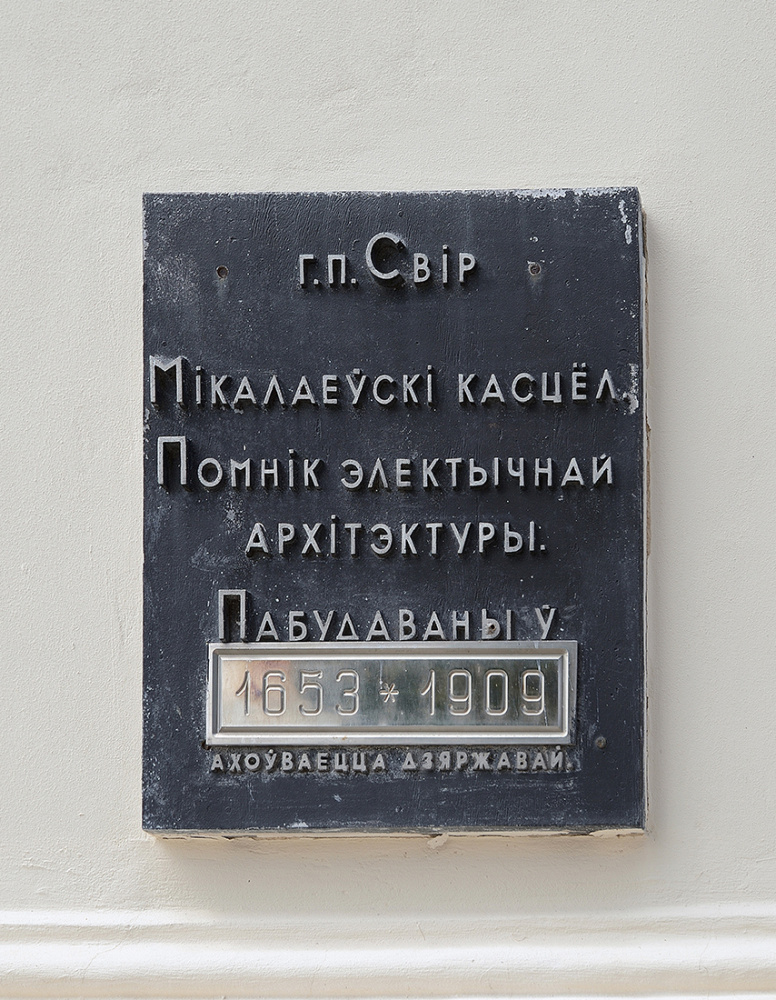 г.п. Свір
Мікалаеўскі касцёл.
Помнік электычнай
архітэктуры.
Пабудаваны ў
1653 * 1909
ахоўваецца дзяржавай.